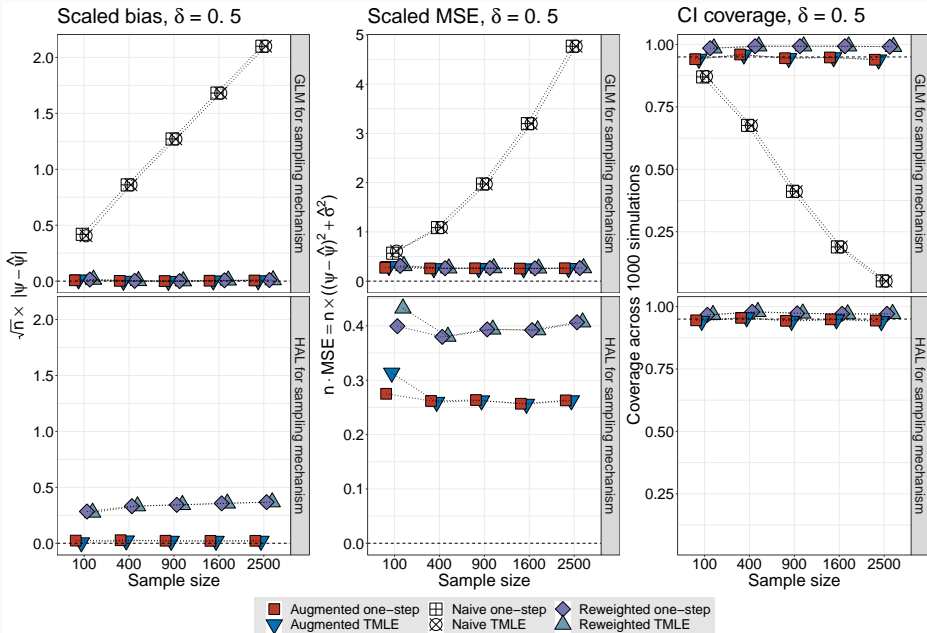 Scaled bias, δ = 0. 5
Scaled MSE, δ = 0. 5
CI coverage, δ = 0. 5
√n × |ψ − ψ̂|
2.0
1.5
1.0
0.5
0.0
GLM for sampling mechanism
2.0
1.5
1.0
0.5
0.0
HAL for sampling mechanism
100 400 900 1600 2500
Sample size
n · MSE = n × ((ψ − ψ̂)² + σ̂²)
5
4
3
2
1
0
GLM for sampling mechanism
0.4
0.3
0.2
0.1
0.0
HAL for sampling mechanism
100 400 900 1600 2500
Sample size
Coverage across 1000 simulations
1.00
0.75
0.50
0.25
GLM for sampling mechanism
1.00
0.75
0.50
0.25
HAL for sampling mechanism
100 400 900 1600 2500
Sample size
Augmented one-step
Naive one-step
Reweighted one-step
Augmented TMLE
Naive TMLE
Reweighted TMLE